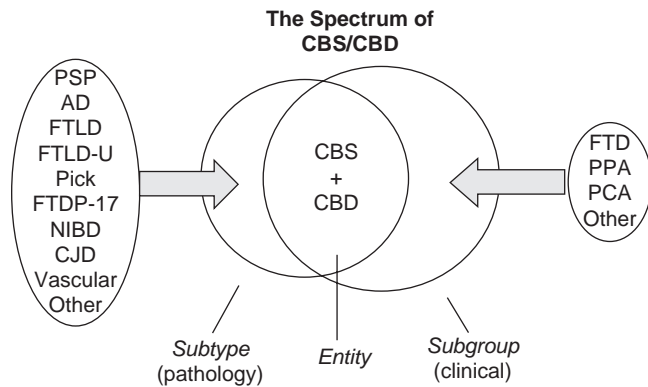 The Spectrum of
CBS/CBD
PSP
AD
FTLD
FTLD-U
Pick
FTDP-17
NIBD
CJD
Vascular
Other
CBS
+
CBD
FTD
PPA
PCA
Other
Subtype
(pathology)
Entity
Subgroup
(clinical)